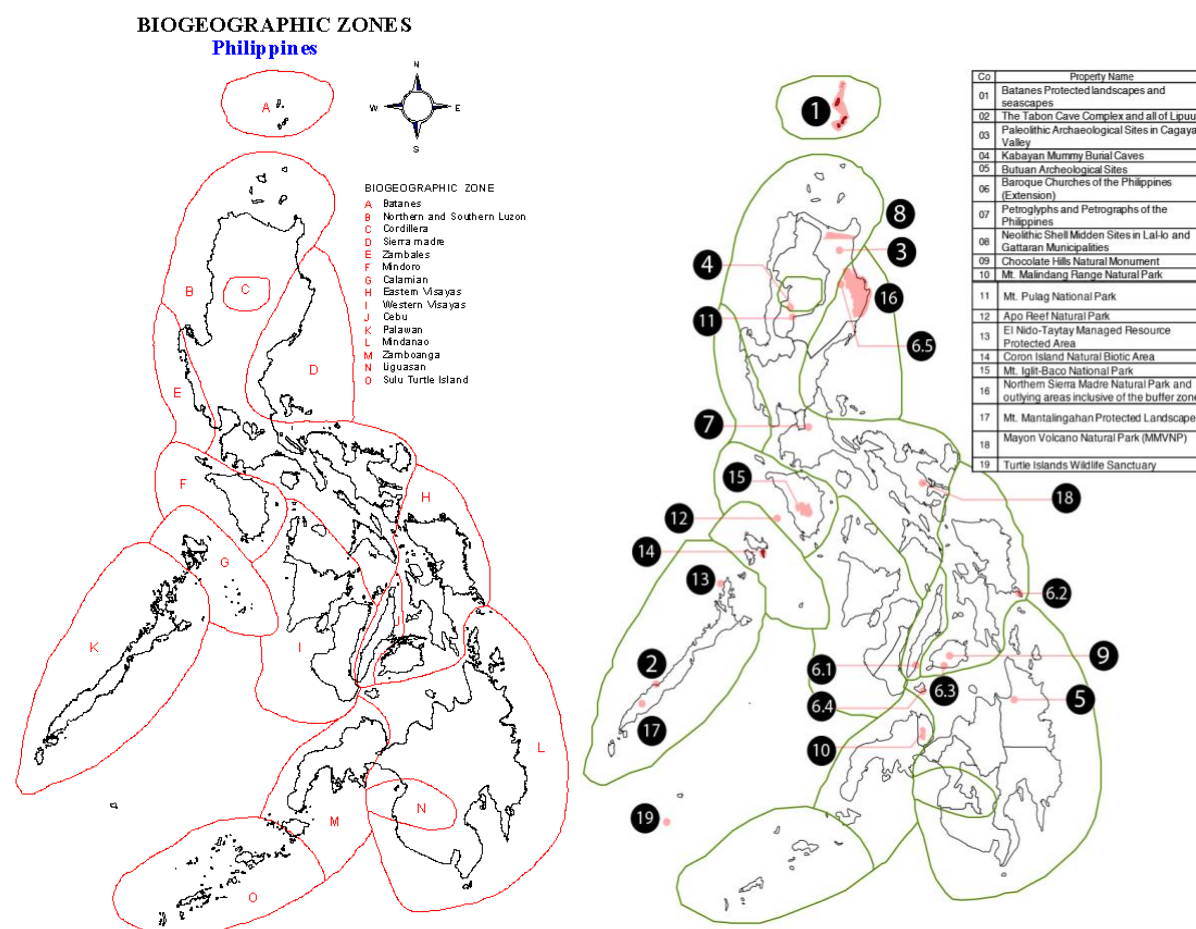 BIOGEOGRAPHIC ZONES
Philippines
N
W
E
S
BIOGEOGRAPHIC ZONE
A Batanes
B Northern and Southern Luzon
C Cordillera
D Sierra madre
E Zambales
F Mindoro
G Calamian
H Eastern Visayas
I Western Visayas
J Cebu
K Palawan
L Mindanao
M Zamboanga
N Liguasan
O Sulu Turtle Island
A
B
C
D
E
F
G
H
I
J
K
L
M
N
O
Co Property Name
01 Batanes Protected landscapes and
seascapes
02 The Tabon Cave Complex and all of Lipuu
03 Paleolithic Archaeological Sites in Cagaya
Valley
04 Kabayan Mummy Burial Caves
05 Butuan Archeological Sites
06 Baroque Churches of the Philippines
(Extension)
07 Petroglyphs and Petrographs of the
Philippines
08 Neolithic Shell Midden Sites in Lal-lo and
Gattaran Municipalities
09 Chocolate Hills Natural Monument
10 Mt. Malindang Range Natural Park
11 Mt. Pulag National Park
12 Apo Reef Natural Park
13 El Nido-Taytay Managed Resource
Protected Area
14 Coron Island Natural Biotic Area
15 Mt. Iglit-Baco National Park
16 Northern Sierra Madre Natural Park and
outlying areas inclusive of the buffer zone
17 Mt. Mantalingahan Protected Landscape
18 Mayon Volcano Natural Park (MMVNP)
19 Turtle Islands Wildlife Sanctuary
1
8
3
4
16
11
6.5
7
15
18
12
14
13
6.2
9
2
6.1
6.3
5
6.4
17
10
19